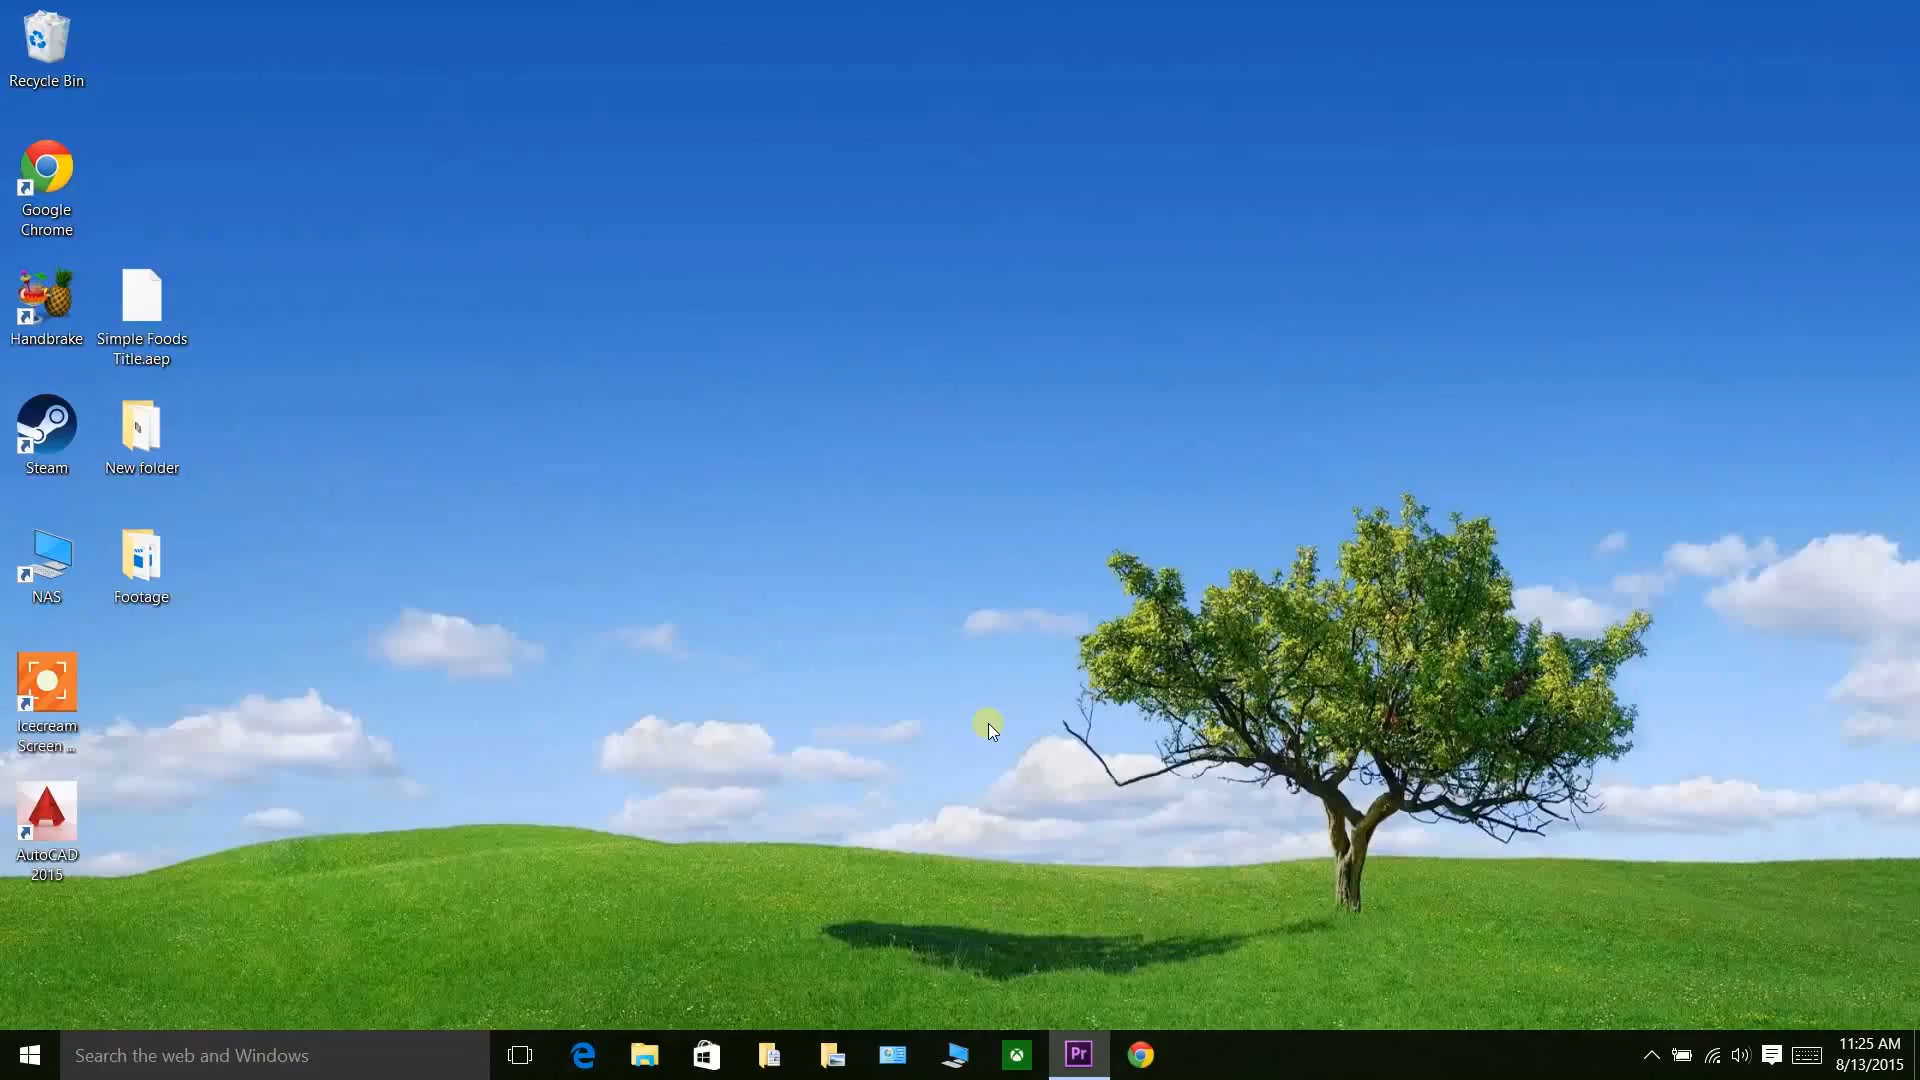 Recycle Bin
Google
Chrome
Handbrake
Simple Foods
Title.aep
Steam
New folder
NAS
Footage
Icecream
Screen ...
AutoCAD
2015
Search the web and Windows
Pr
11:25 AM
8/13/2015